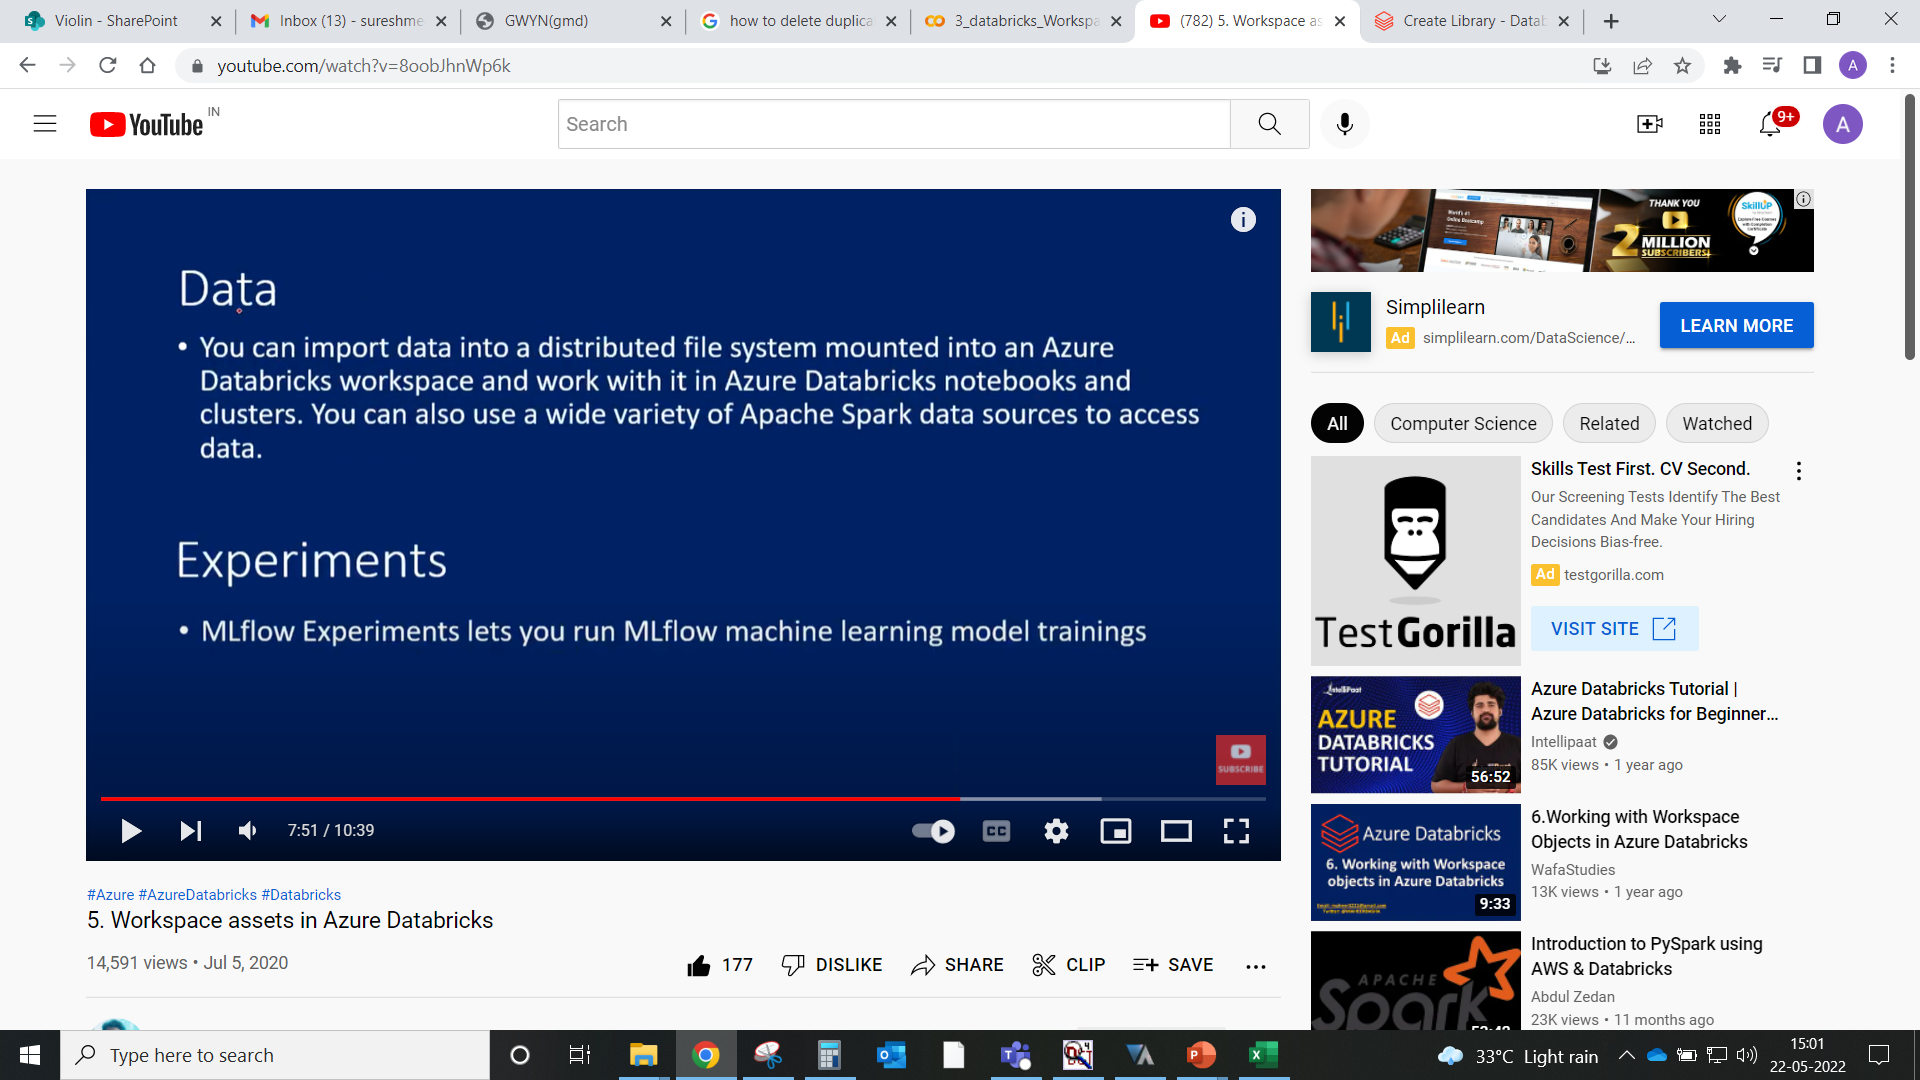 Violin - SharePoint
Inbox (13) - sureshme
GWYN(gmd)
how to delete duplica
3_databricks_Workspa
(782) 5. Workspace as
Create Library - Datab
youtube.com/watch?v=8oobJhnWp6k
A
YouTube IN
Search
9+
A
Data
• You can import data into a distributed file system mounted into an Azure
Databricks workspace and work with it in Azure Databricks notebooks and
clusters. You can also use a wide variety of Apache Spark data sources to access
data.
Experiments
• MLflow Experiments lets you run MLflow machine learning model trainings
SUBSCRIBE
7:51 / 10:39
CC
#Azure #AzureDatabricks #Databricks
5. Workspace assets in Azure Databricks
14,591 views • Jul 5, 2020
177
DISLIKE
SHARE
CLIP
SAVE
THANK YOU
2 MILLION
SUBSCRIBERS!
SkillUP
Simplilearn
Ad simplilearn.com/DataScience/...
LEARN MORE
All
Computer Science
Related
Watched
TestGorilla
Skills Test First. CV Second.
Our Screening Tests Identify The Best
Candidates And Make Your Hiring
Decisions Bias-free.
Ad testgorilla.com
VISIT SITE
IntelliPaat
AZURE
DATABRICKS
TUTORIAL
56:52
Azure Databricks Tutorial |
Azure Databricks for Beginner...
Intellipaat
85K views • 1 year ago
Azure Databricks
6. Working with Workspace
objects in Azure Databricks
9:33
6.Working with Workspace
Objects in Azure Databricks
WafaStudies
13K views • 1 year ago
APACHE
Spark
Introduction to PySpark using
AWS & Databricks
Abdul Zedan
23K views • 11 months ago
Type here to search
33°C Light rain
15:01
22-05-2022